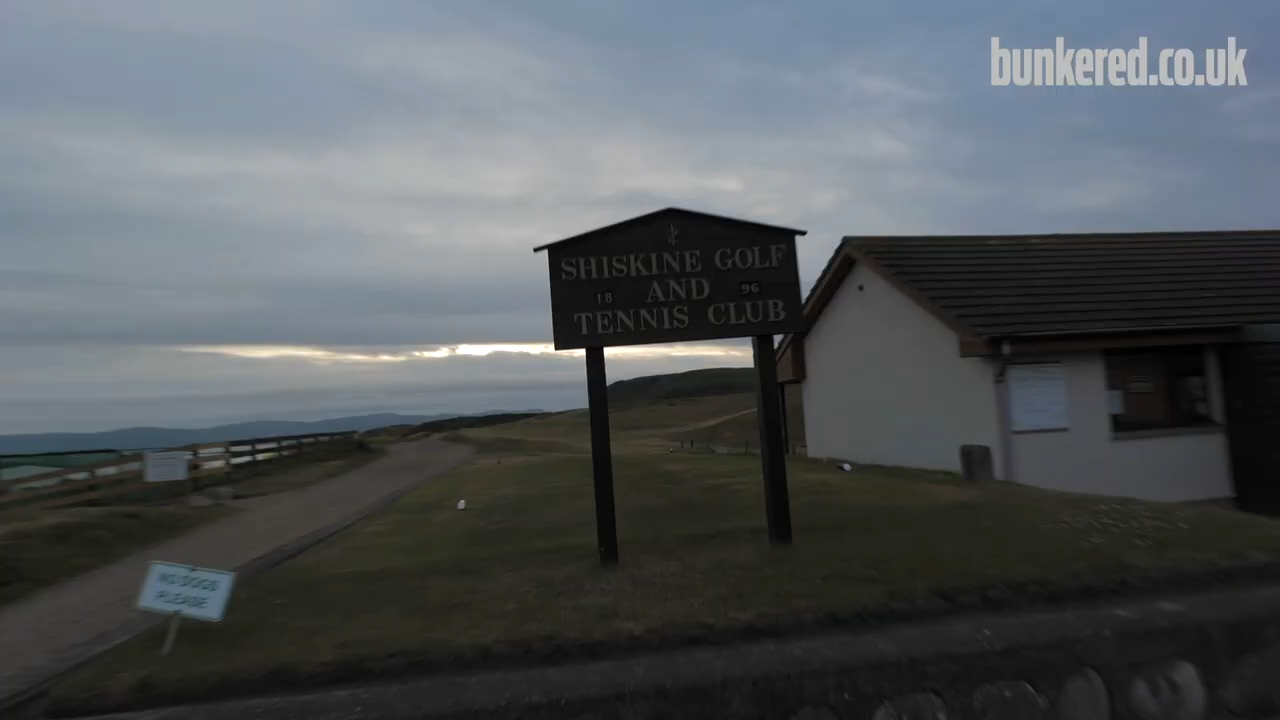 bunkered.co.uk
SHISKINE GOLF
18 AND 96
TENNIS CLUB
NO DOGS
PLEASE